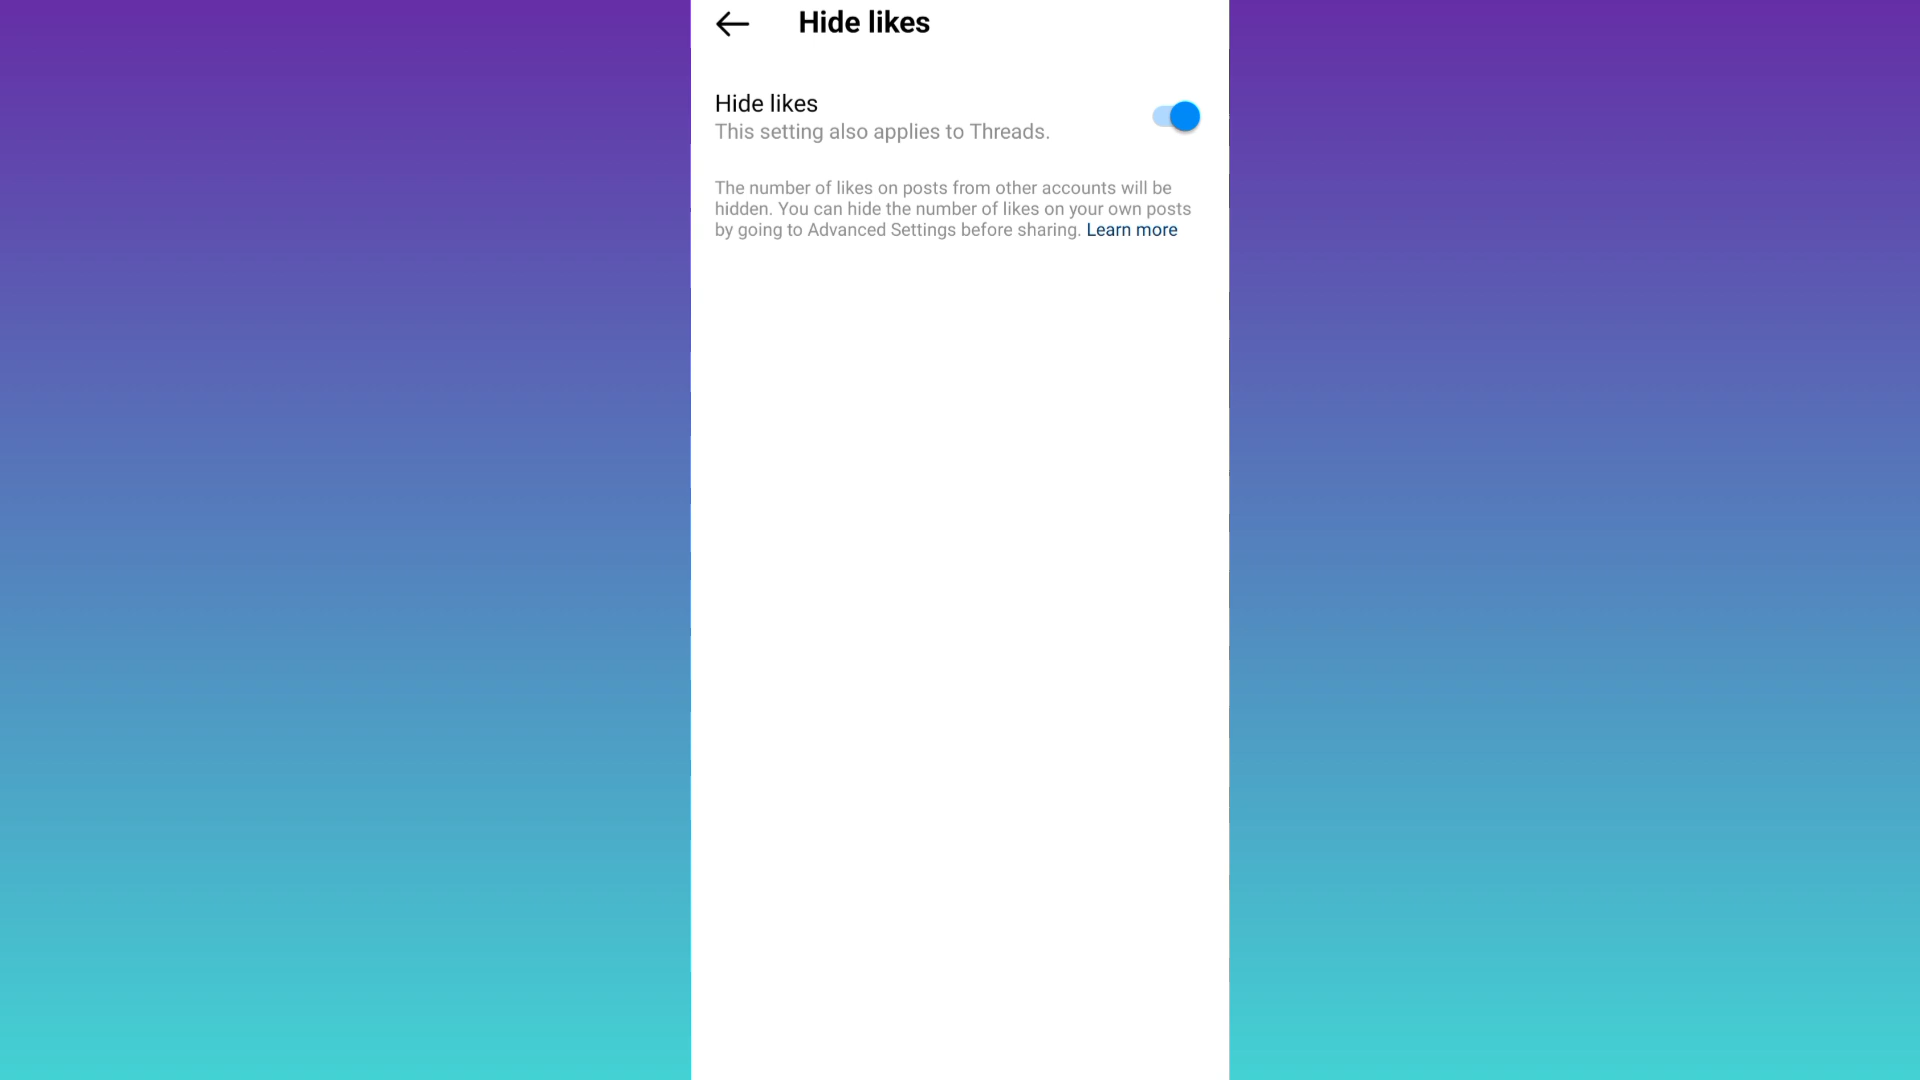 Hide likes
Hide likes
This setting also applies to Threads.
The number of likes on posts from other accounts will be
hidden. You can hide the number of likes on your own posts
by going to Advanced Settings before sharing. Learn more